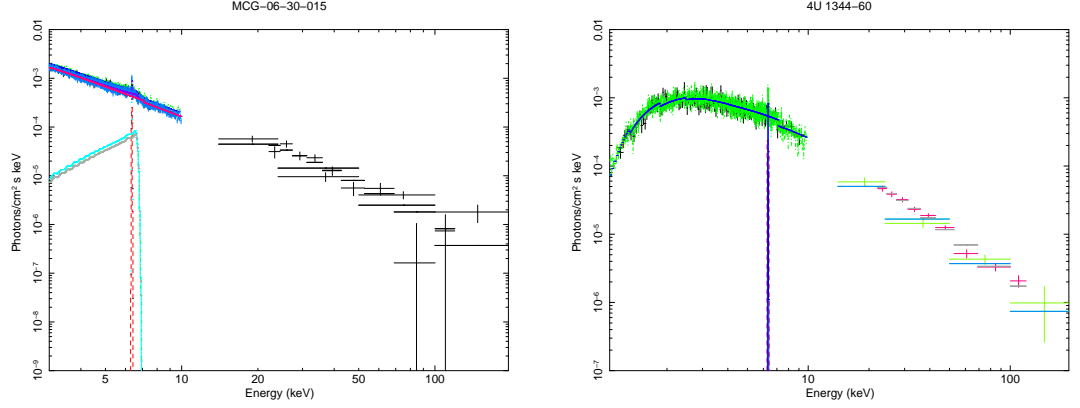 MCG−06−30−015
0.01
10⁻³
10⁻⁴
10⁻⁵
10⁻⁶
10⁻⁷
10⁻⁸
10⁻⁹
Photons/cm² s keV
5 10 20 50 100
Energy (keV)
4U 1344−60
0.01
10⁻³
10⁻⁴
10⁻⁵
10⁻⁶
10⁻⁷
Photons/cm² s keV
10 100
Energy (keV)